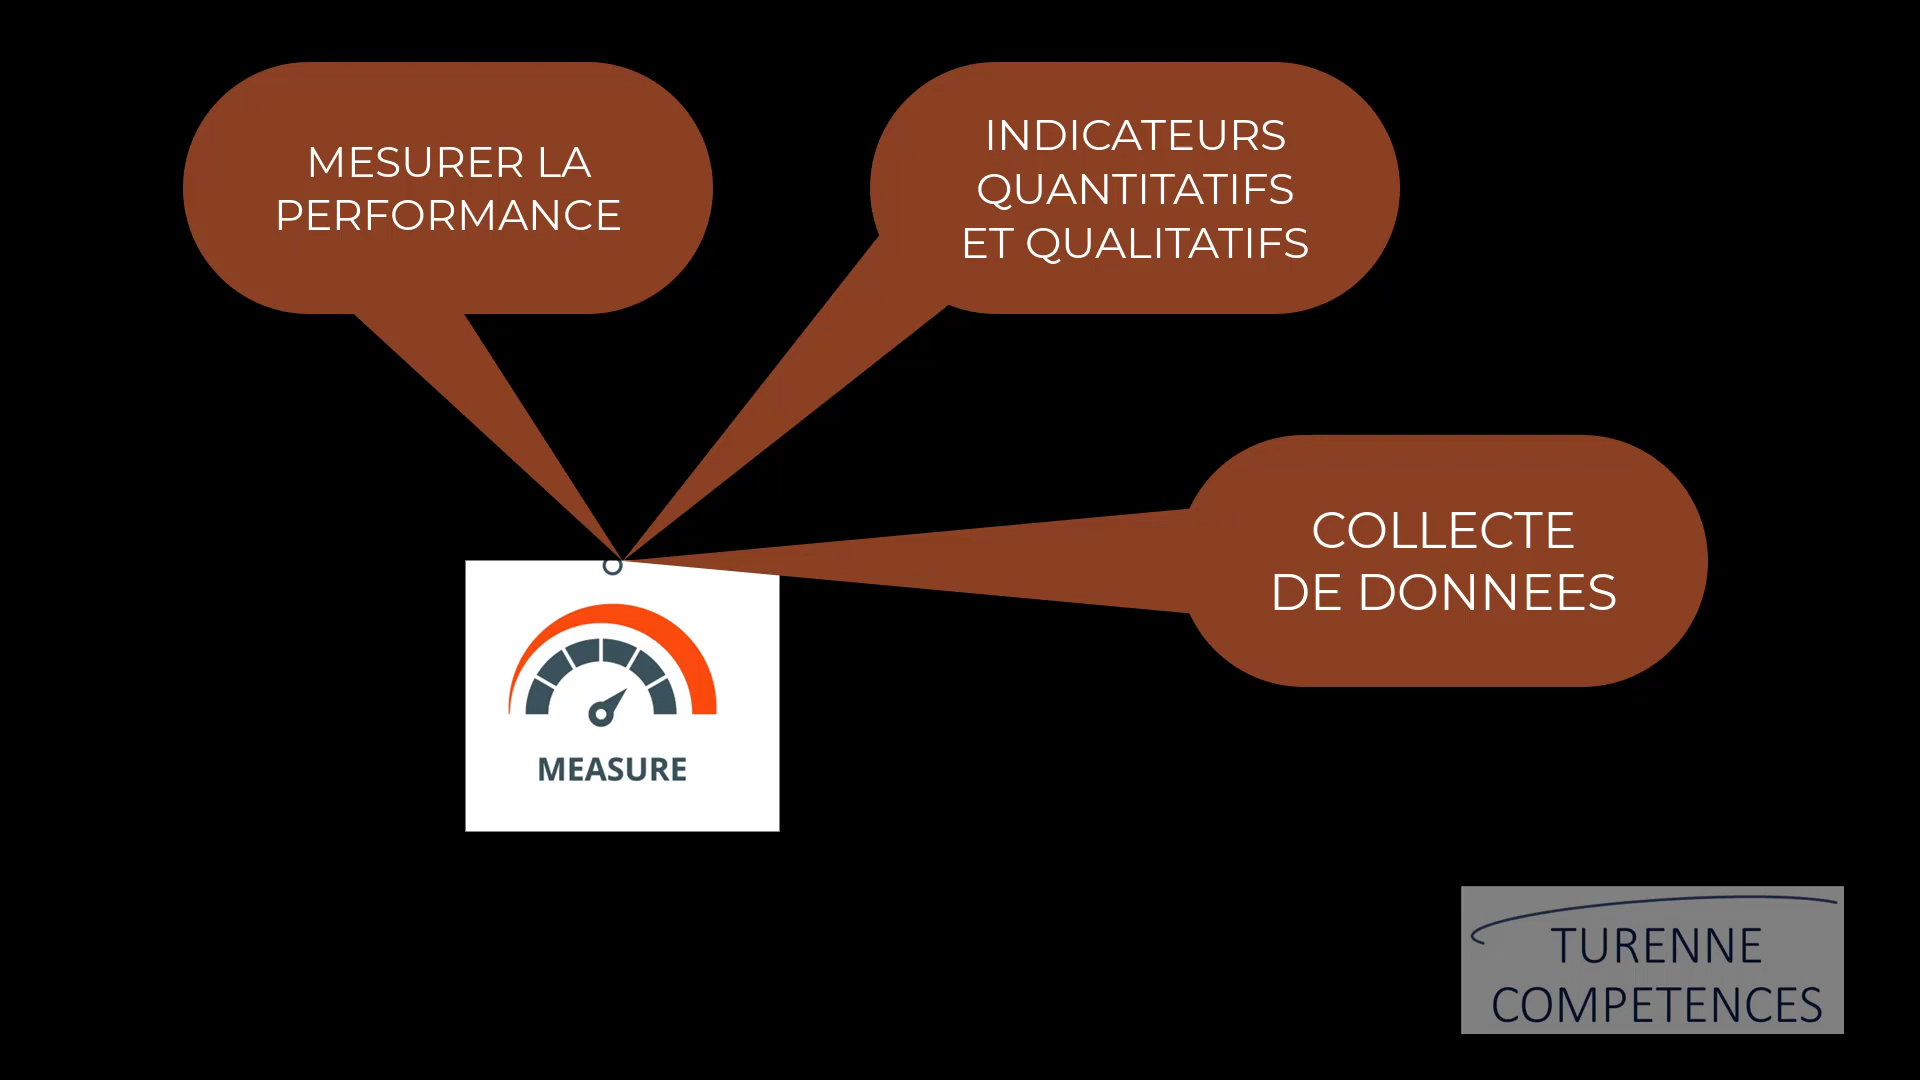 MESURER LA
PERFORMANCE
INDICATEURS
QUANTITATIFS
ET QUALITATIFS
COLLECTE
DE DONNEES
MEASURE
TURENNE
COMPETENCES